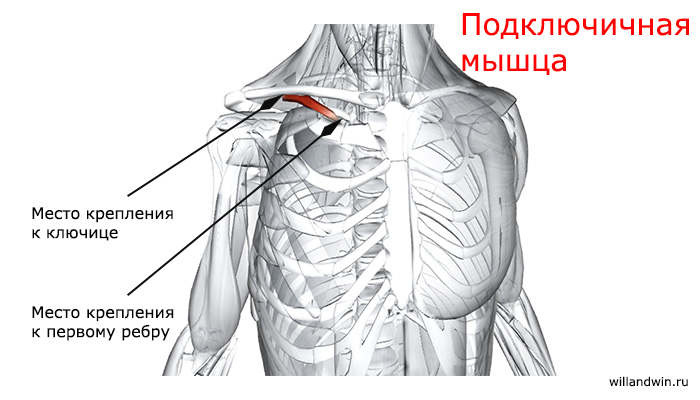 Подключичная
мышца
Место крепления
к ключице
Место крепления
к первому ребру
willandwin.ru